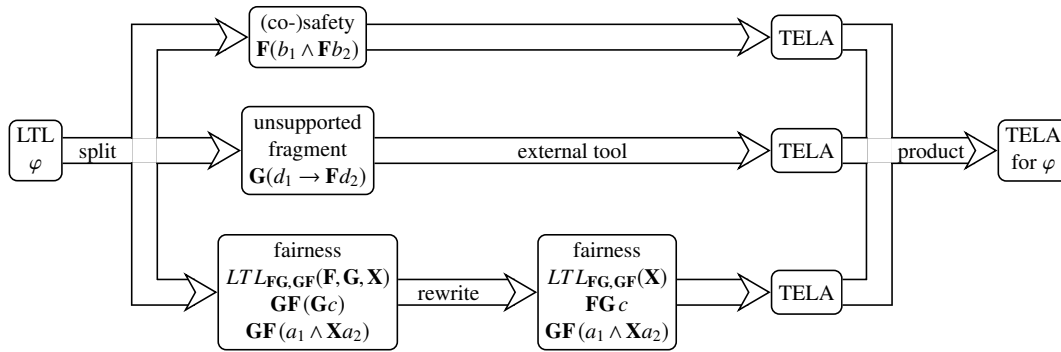 (co-)safety
F(b₁ ∧ Fb₂)
TELA
LTL
φ
split
unsupported
fragment
G(d₁ → Fd₂)
external tool
TELA
product
TELA
for φ
fairness
LTL_FG,GF(F, G, X)
GF(Gc)
GF(a₁ ∧ Xa₂)
rewrite
fairness
LTL_FG,GF(X)
FG c
GF(a₁ ∧ Xa₂)
TELA